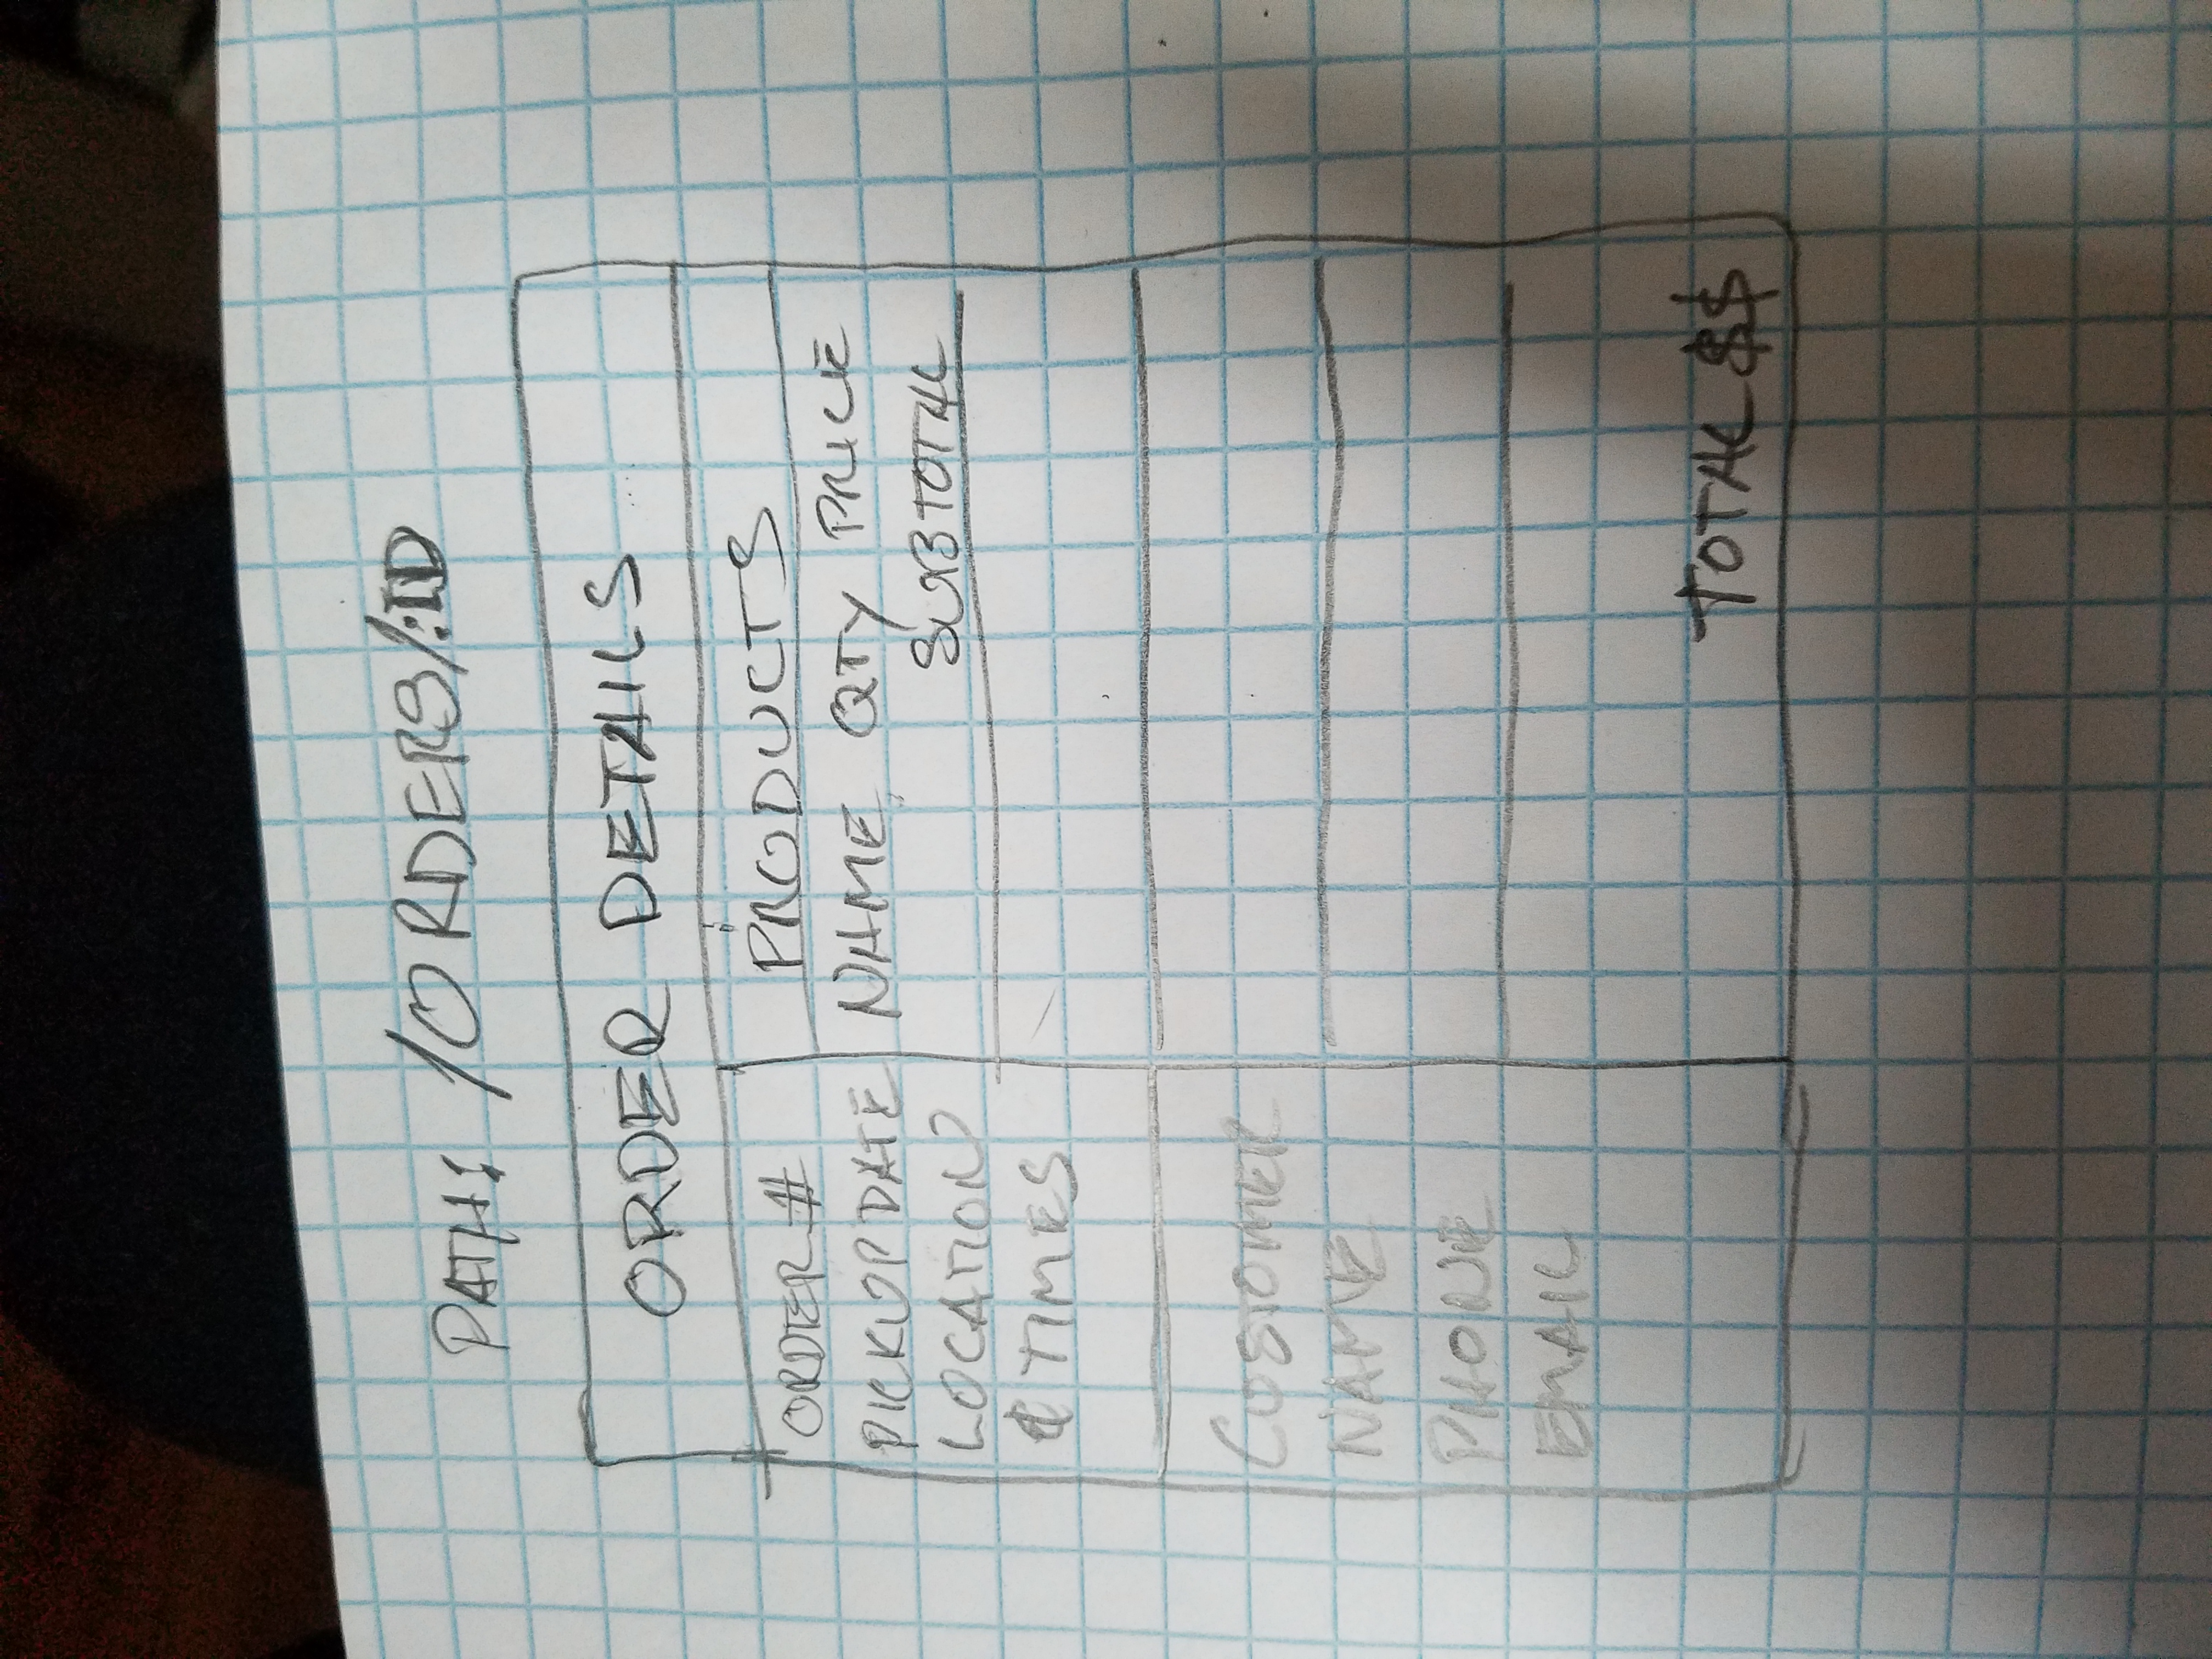 PATH: /ORDERS/:ID
ORDER DETAILS
ORDER #
PICKUP DATE
LOCATION
& TIMES
CUSTOMER
NAME
PHONE
EMAIL
PRODUCTS
NAME QTY PRICE
SUBTOTAL
TOTAL $$